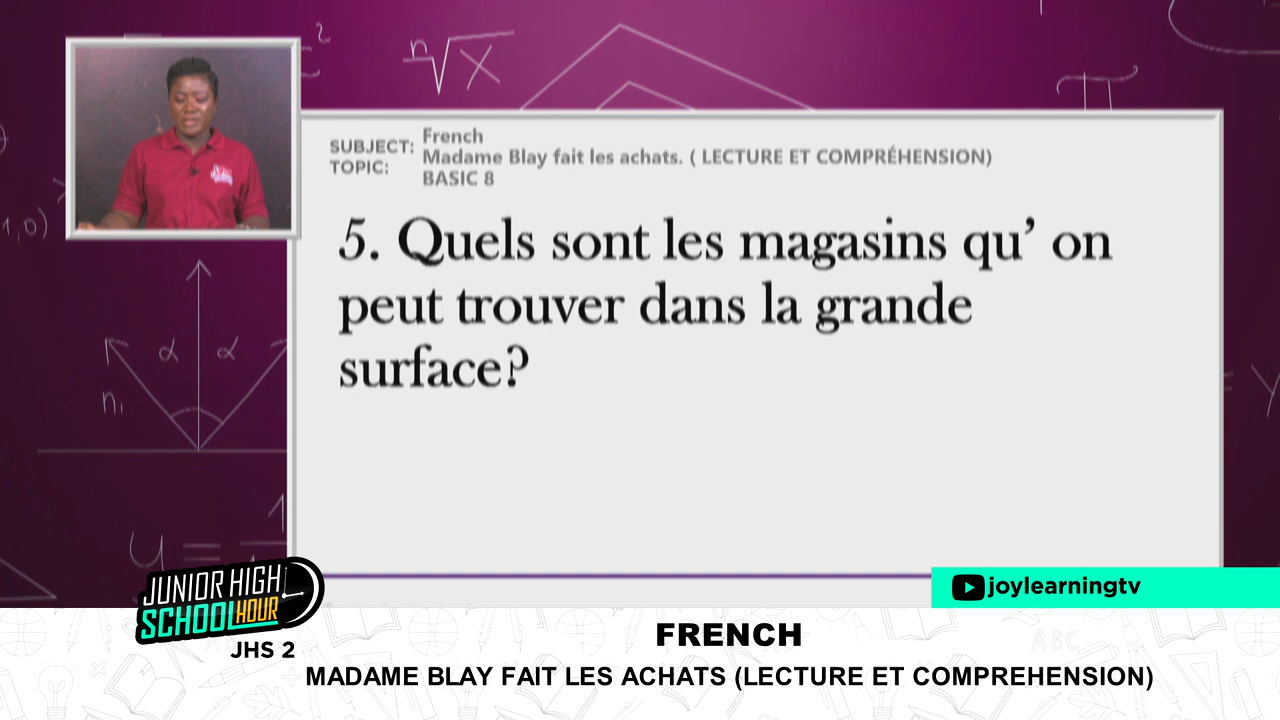 SUBJECT: French
TOPIC: Madame Blay fait les achats. ( LECTURE ET COMPRÉHENSION)
BASIC 8
5. Quels sont les magasins qu’ on
peut trouver dans la grande
surface?
n√X
α α
n₁
y =
JUNIOR HIGH
SCHOOL HOUR
JHS 2
joylearningtv
FRENCH
MADAME BLAY FAIT LES ACHATS (LECTURE ET COMPREHENSION)